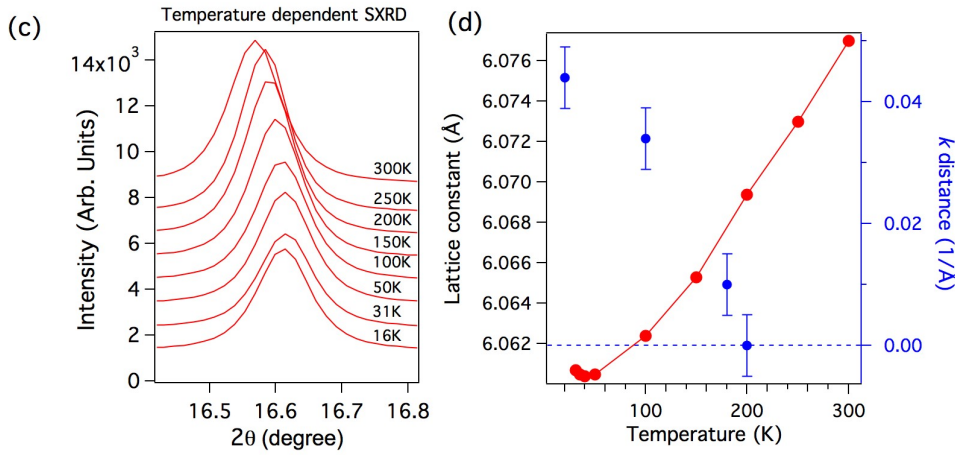 (c)
Temperature dependent SXRD
Intensity (Arb. Units)
14x10³
12
10
8
6
4
2
0
300K
250K
200K
150K
100K
50K
31K
16K
16.5 16.6 16.7 16.8
2θ (degree)
(d)
Lattice constant (Å)
6.076
6.074
6.072
6.070
6.068
6.066
6.064
6.062
100 200 300
Temperature (K)
0.04
0.02
0.00
k distance (1/Å)